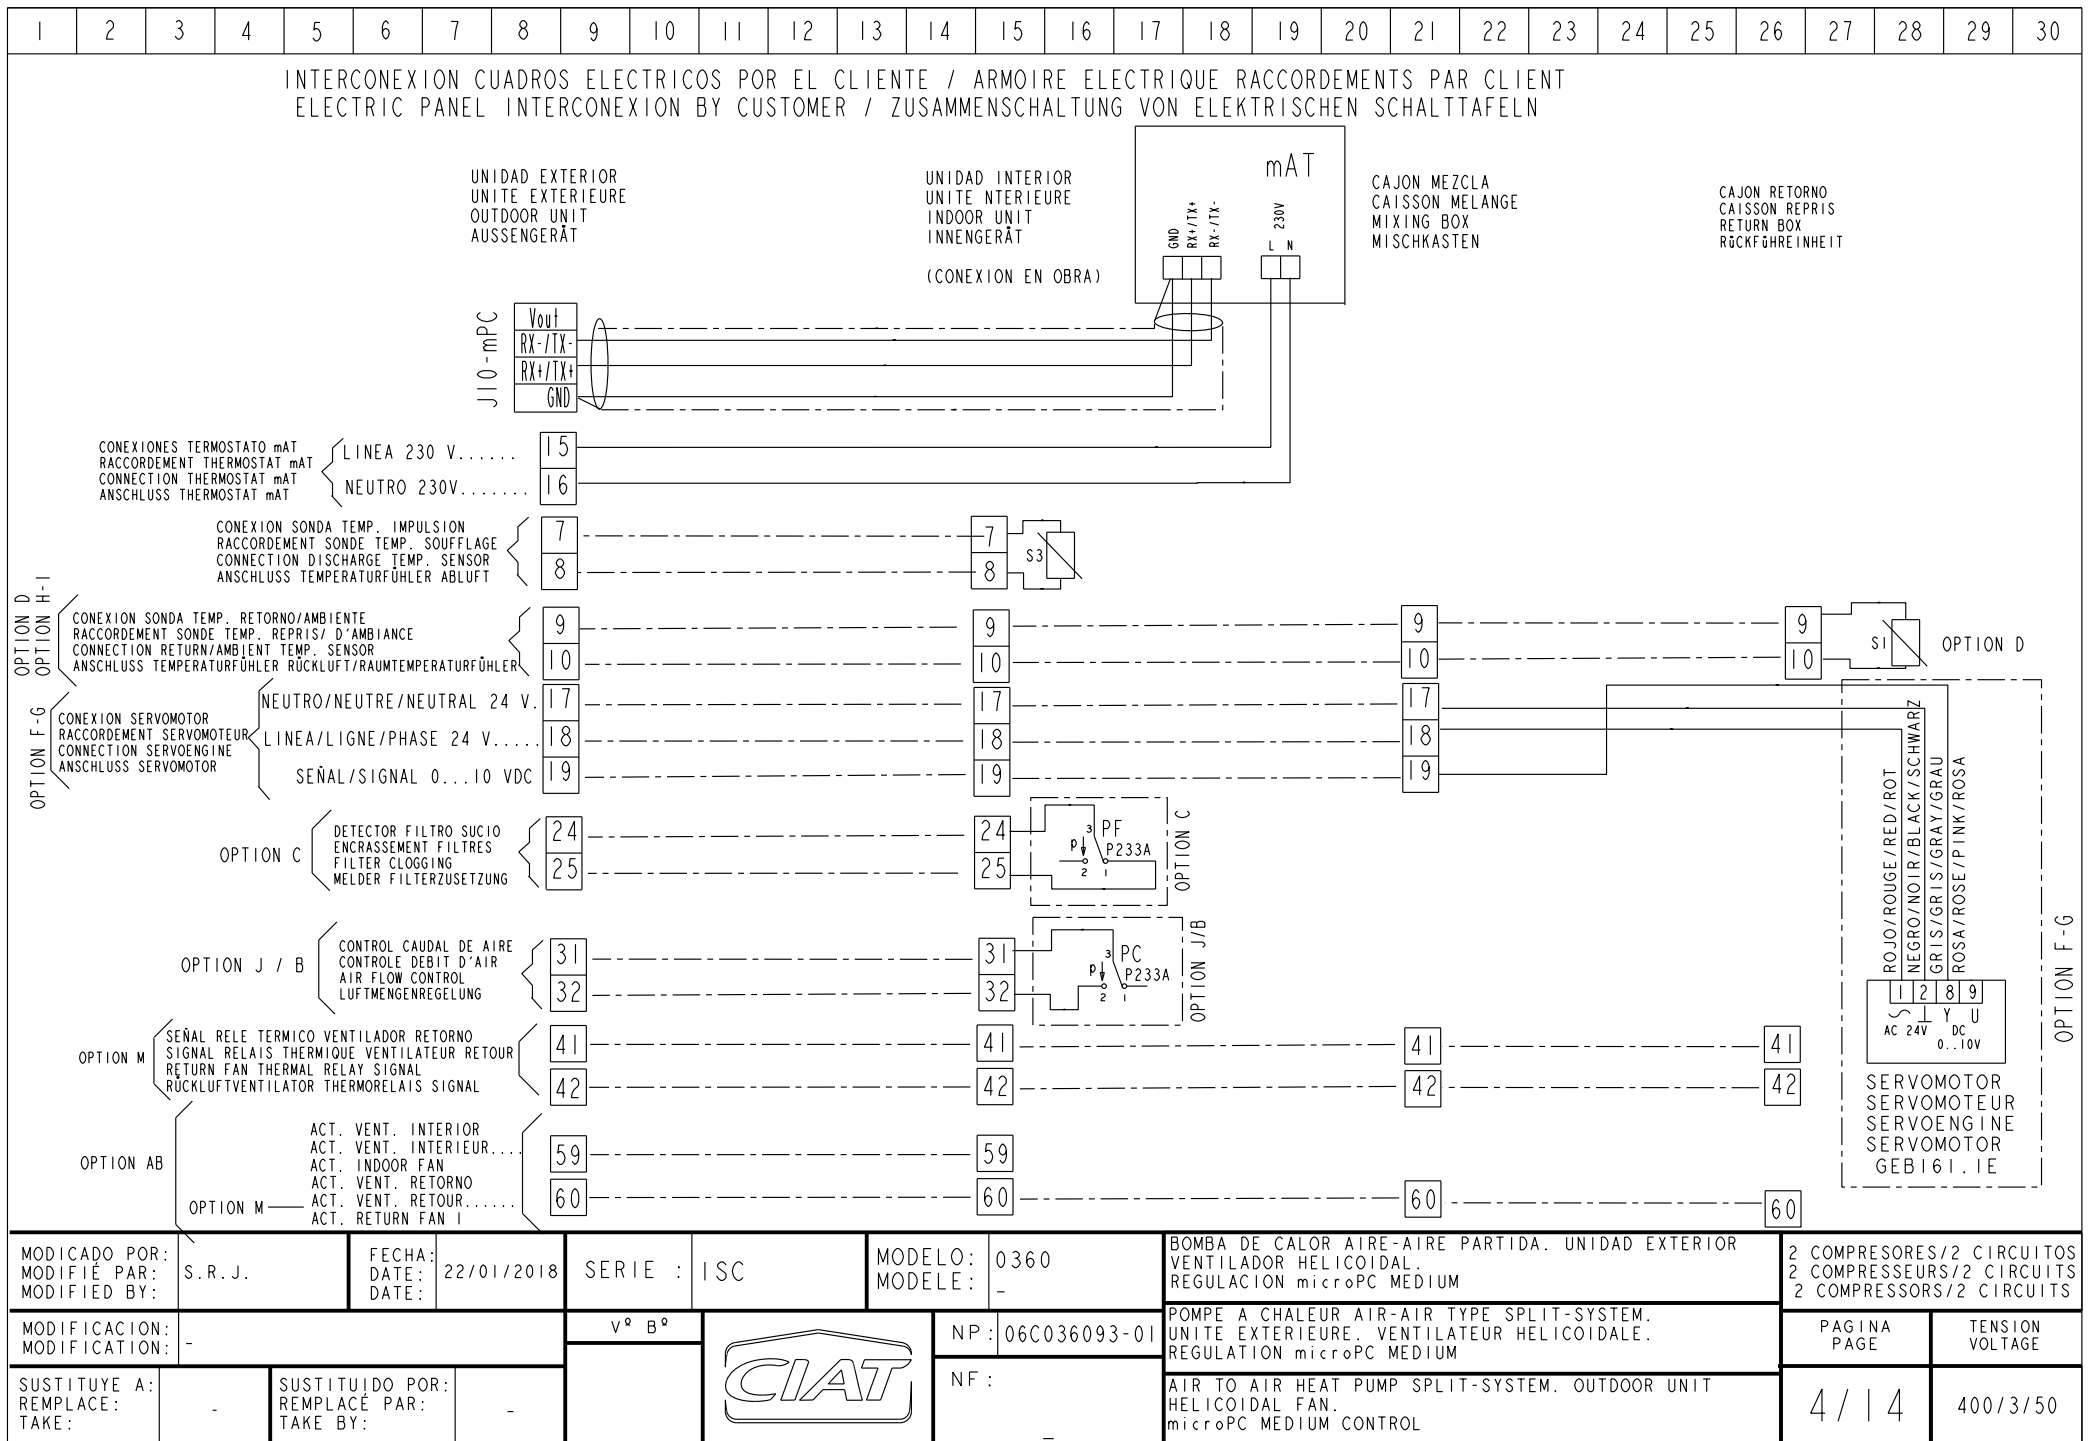 1 2 3 4 5 6 7 8 9 10 11 12 13 14 15 16 17 18 19 20 21 22 23 24 25 26 27 28 29 30
INTERCONEXION CUADROS ELECTRICOS POR EL CLIENTE / ARMOIRE ELECTRIQUE RACCORDEMENTS PAR CLIENT
ELECTRIC PANEL INTERCONEXION BY CUSTOMER / ZUSAMMENSCHALTUNG VON ELEKTRISCHEN SCHALTTAFELN
UNIDAD EXTERIOR
UNITE EXTERIEURE
OUTDOOR UNIT
AUSSENGERÄT
UNIDAD INTERIOR
UNITE NTERIEURE
INDOOR UNIT
INNENGERÄT
(CONEXION EN OBRA)
mAT
GND
RX+/TX+
RX-/TX-
230V
L N
CAJON MEZCLA
CAISSON MELANGE
MIXING BOX
MISCHKASTEN
CAJON RETORNO
CAISSON REPRIS
RETURN BOX
RüCKFüHREINHEIT
J10-mPC
Vout
RX-/TX-
RX+/TX+
GND
CONEXIONES TERMOSTATO mAT
RACCORDEMENT THERMOSTAT mAT
CONNECTION THERMOSTAT mAT
ANSCHLUSS THERMOSTAT mAT
LINEA 230 V...... 15
NEUTRO 230V....... 16
CONEXION SONDA TEMP. IMPULSION
RACCORDEMENT SONDE TEMP. SOUFFLAGE
CONNECTION DISCHARGE TEMP. SENSOR
ANSCHLUSS TEMPERATURFÜHLER ABLUFT
7 7
8 8
S3
OPTION D
OPTION H-I
CONEXION SONDA TEMP. RETORNO/AMBIENTE
RACCORDEMENT SONDE TEMP. REPRIS/ D'AMBIANCE
CONNECTION RETURN/AMBIENT TEMP. SENSOR
ANSCHLUSS TEMPERATURFÜHLER RÜCKLUFT/RAUMTEMPERATURFÜHLER
9 9 9 9
10 10 10 10
S1
OPTION D
OPTION F-G
CONEXION SERVOMOTOR
RACCORDEMENT SERVOMOTEUR
CONNECTION SERVOENGINE
ANSCHLUSS SERVOMOTOR
NEUTRO/NEUTRE/NEUTRAL 24 V. 17 17 17
LINEA/LIGNE/PHASE 24 V..... 18 18 18
SEÑAL/SIGNAL 0...10 VDC 19 19 19
ROJO/ROUGE/RED/ROT
NEGRO/NOIR/BLACK/SCHWARZ
GRIS/GRIS/GRAY/GRAU
ROSA/ROSE/PINK/ROSA
1 2 8 9
Y U
AC 24V DC
0..10V
SERVOMOTOR
SERVOMOTEUR
SERVOENGINE
SERVOMOTOR
GEB161.1E
OPTION F-G
OPTION C
DETECTOR FILTRO SUCIO
ENCRASSEMENT FILTRES
FILTER CLOGGING
MELDER FILTERZUSETZUNG
24 24
25 25
3 PF
P P233A
2 1
OPTION C
OPTION J / B
CONTROL CAUDAL DE AIRE
CONTROLE DEBIT D'AIR
AIR FLOW CONTROL
LUFTMENGENREGELUNG
31 31
32 32
3 PC
P P233A
2 1
OPTION J/B
OPTION M
SEÑAL RELE TERMICO VENTILADOR RETORNO
SIGNAL RELAIS THERMIQUE VENTILATEUR RETOUR
RETURN FAN THERMAL RELAY SIGNAL
RÜCKLUFTVENTILATOR THERMORELAIS SIGNAL
41 41 41 41
42 42 42 42
OPTION AB
ACT. VENT. INTERIOR
ACT. VENT. INTERIEUR....
ACT. INDOOR FAN
59 59
OPTION M
ACT. VENT. RETORNO
ACT. VENT. RETOUR......
ACT. RETURN FAN I
60 60 60 60
MODICADO POR:
MODIFIÉ PAR:
MODIFIED BY:
S.R.J.
FECHA:
DATE:
DATE:
22/01/2018
SERIE : ISC
MODELO: 0360
MODELE: _
BOMBA DE CALOR AIRE-AIRE PARTIDA. UNIDAD EXTERIOR
VENTILADOR HELICOIDAL.
REGULACION microPC MEDIUM
2 COMPRESORES/2 CIRCUITOS
2 COMPRESSEURS/2 CIRCUITS
2 COMPRESSORS/2 CIRCUITS
MODIFICACION:
MODIFICATION: -
Vº Bº
CIAT
NP: 06C036093-01
POMPE A CHALEUR AIR-AIR TYPE SPLIT-SYSTEM.
UNITE EXTERIEURE. VENTILATEUR HELICOIDALE.
REGULATION microPC MEDIUM
PAGINA
PAGE
TENSION
VOLTAGE
SUSTITUYE A:
REMPLACE:
TAKE:
-
SUSTITUIDO POR:
REMPLACÉ PAR:
TAKE BY:
-
NF:
_
AIR TO AIR HEAT PUMP SPLIT-SYSTEM. OUTDOOR UNIT
HELICOIDAL FAN.
microPC MEDIUM CONTROL
4/14
400/3/50